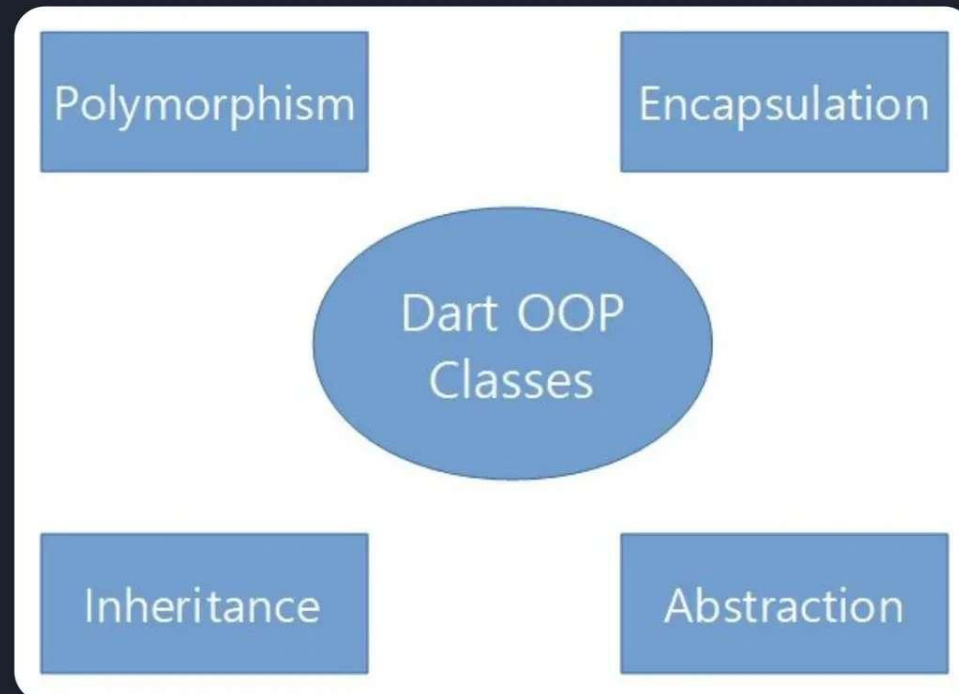 Polymorphism
Encapsulation
Dart OOP
Classes
Inheritance
Abstraction